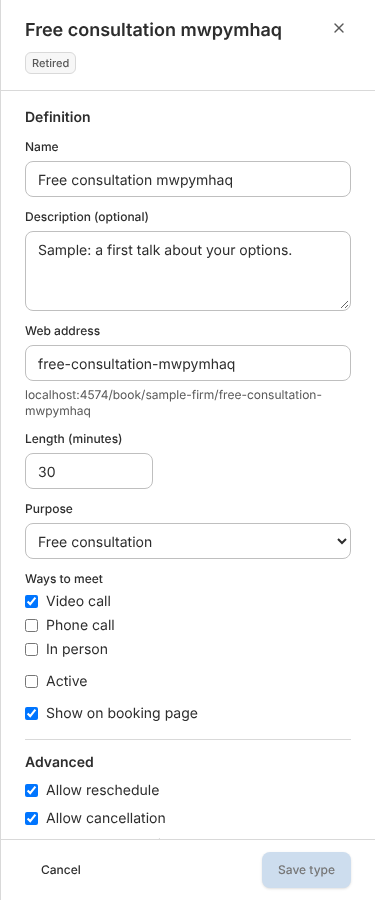 Free consultation mwpymhaq
Retired
Definition
Name
Free consultation mwpymhaq
Description (optional)
Sample: a first talk about your options.
Web address
free-consultation-mwpymhaq
localhost:4574/book/sample-firm/free-consultation-
mwpymhaq
Length (minutes)
30
Purpose
Free consultation
Ways to meet
Video call
Phone call
In person
Active
Show on booking page
Advanced
Allow reschedule
Allow cancellation
Cancel
Save type